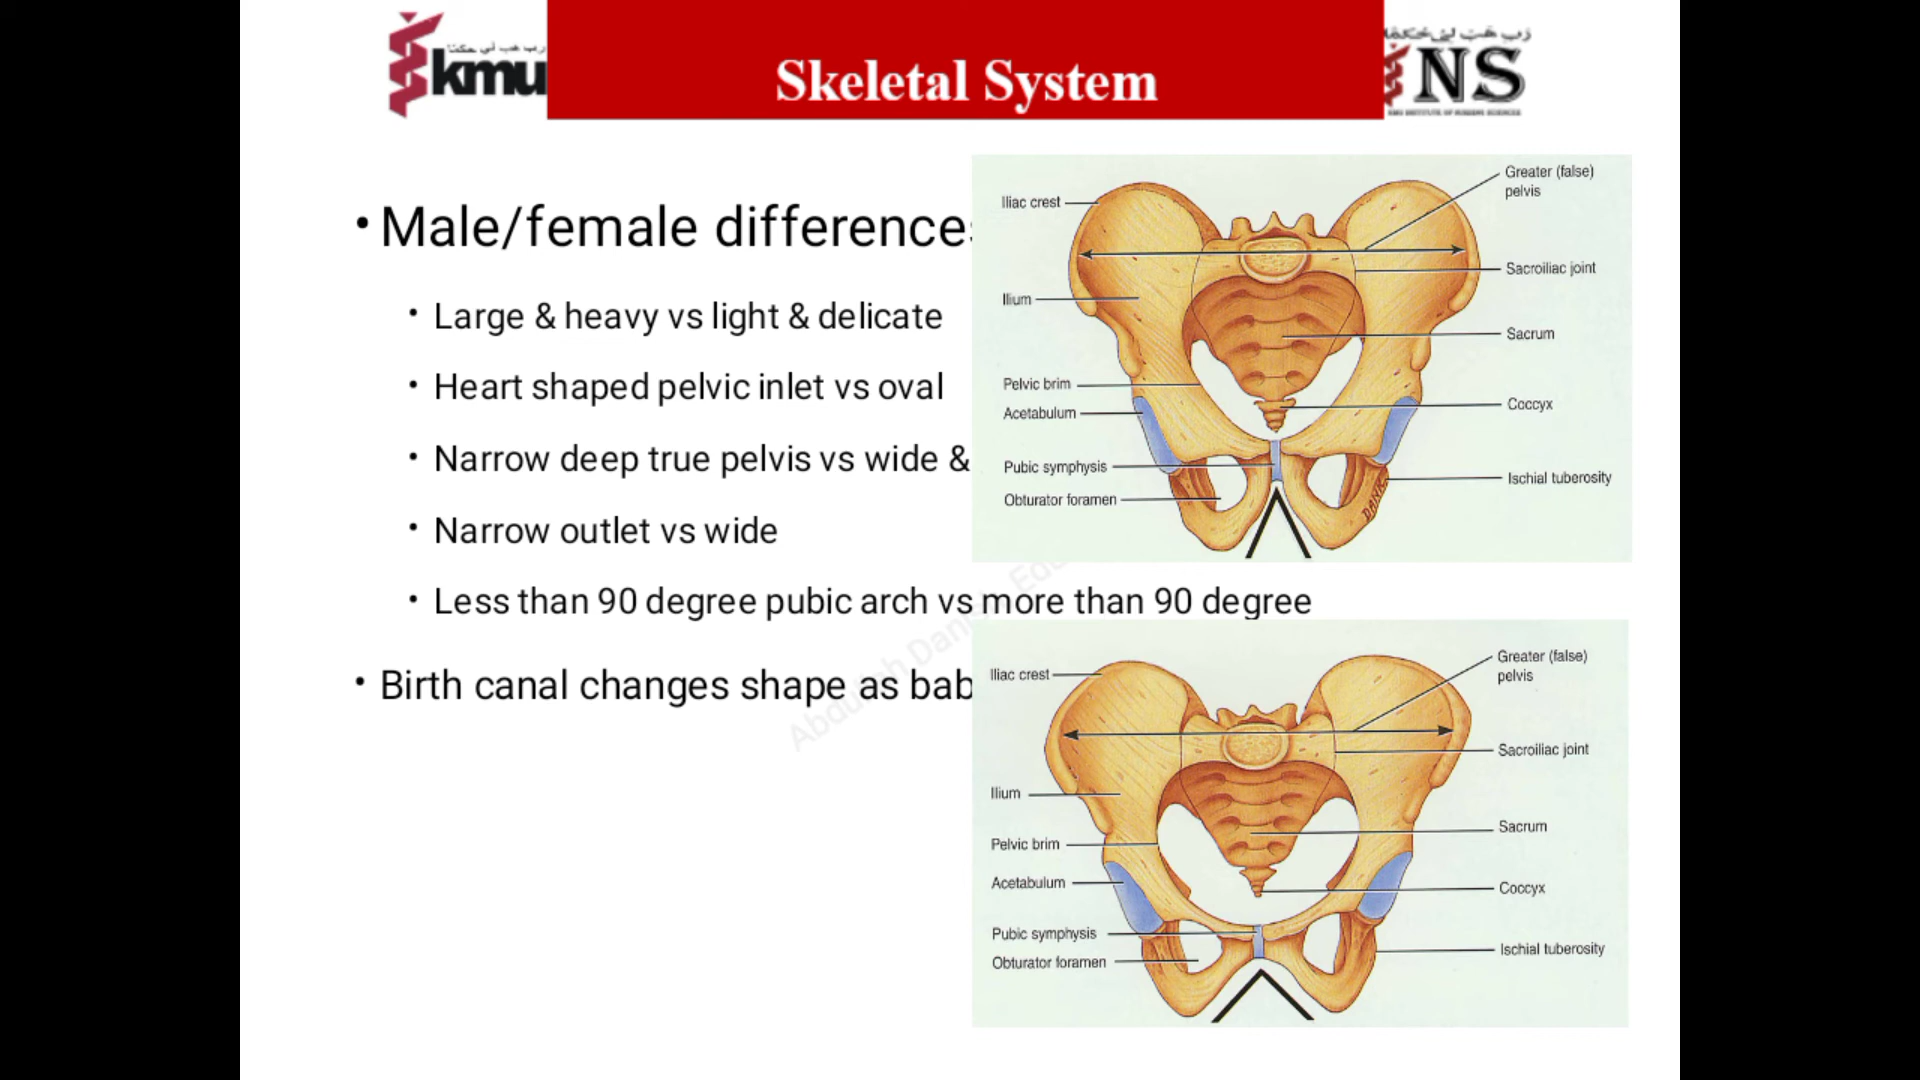 kmu
Skeletal System
NS
• Male/female differences
• Large & heavy vs light & delicate
• Heart shaped pelvic inlet vs oval
• Narrow deep true pelvis vs wide &
• Narrow outlet vs wide
• Less than 90 degree pubic arch vs more than 90 degree
• Birth canal changes shape as bab
Iliac crest
Ilium
Pelvic brim
Acetabulum
Pubic symphysis
Obturator foramen
Greater (false)
pelvis
Sacroiliac joint
Sacrum
Coccyx
Ischial tuberosity
DANK
Iliac crest
Ilium
Pelvic brim
Acetabulum
Pubic symphysis
Obturator foramen
Greater (false)
pelvis
Sacroiliac joint
Sacrum
Coccyx
Ischial tuberosity